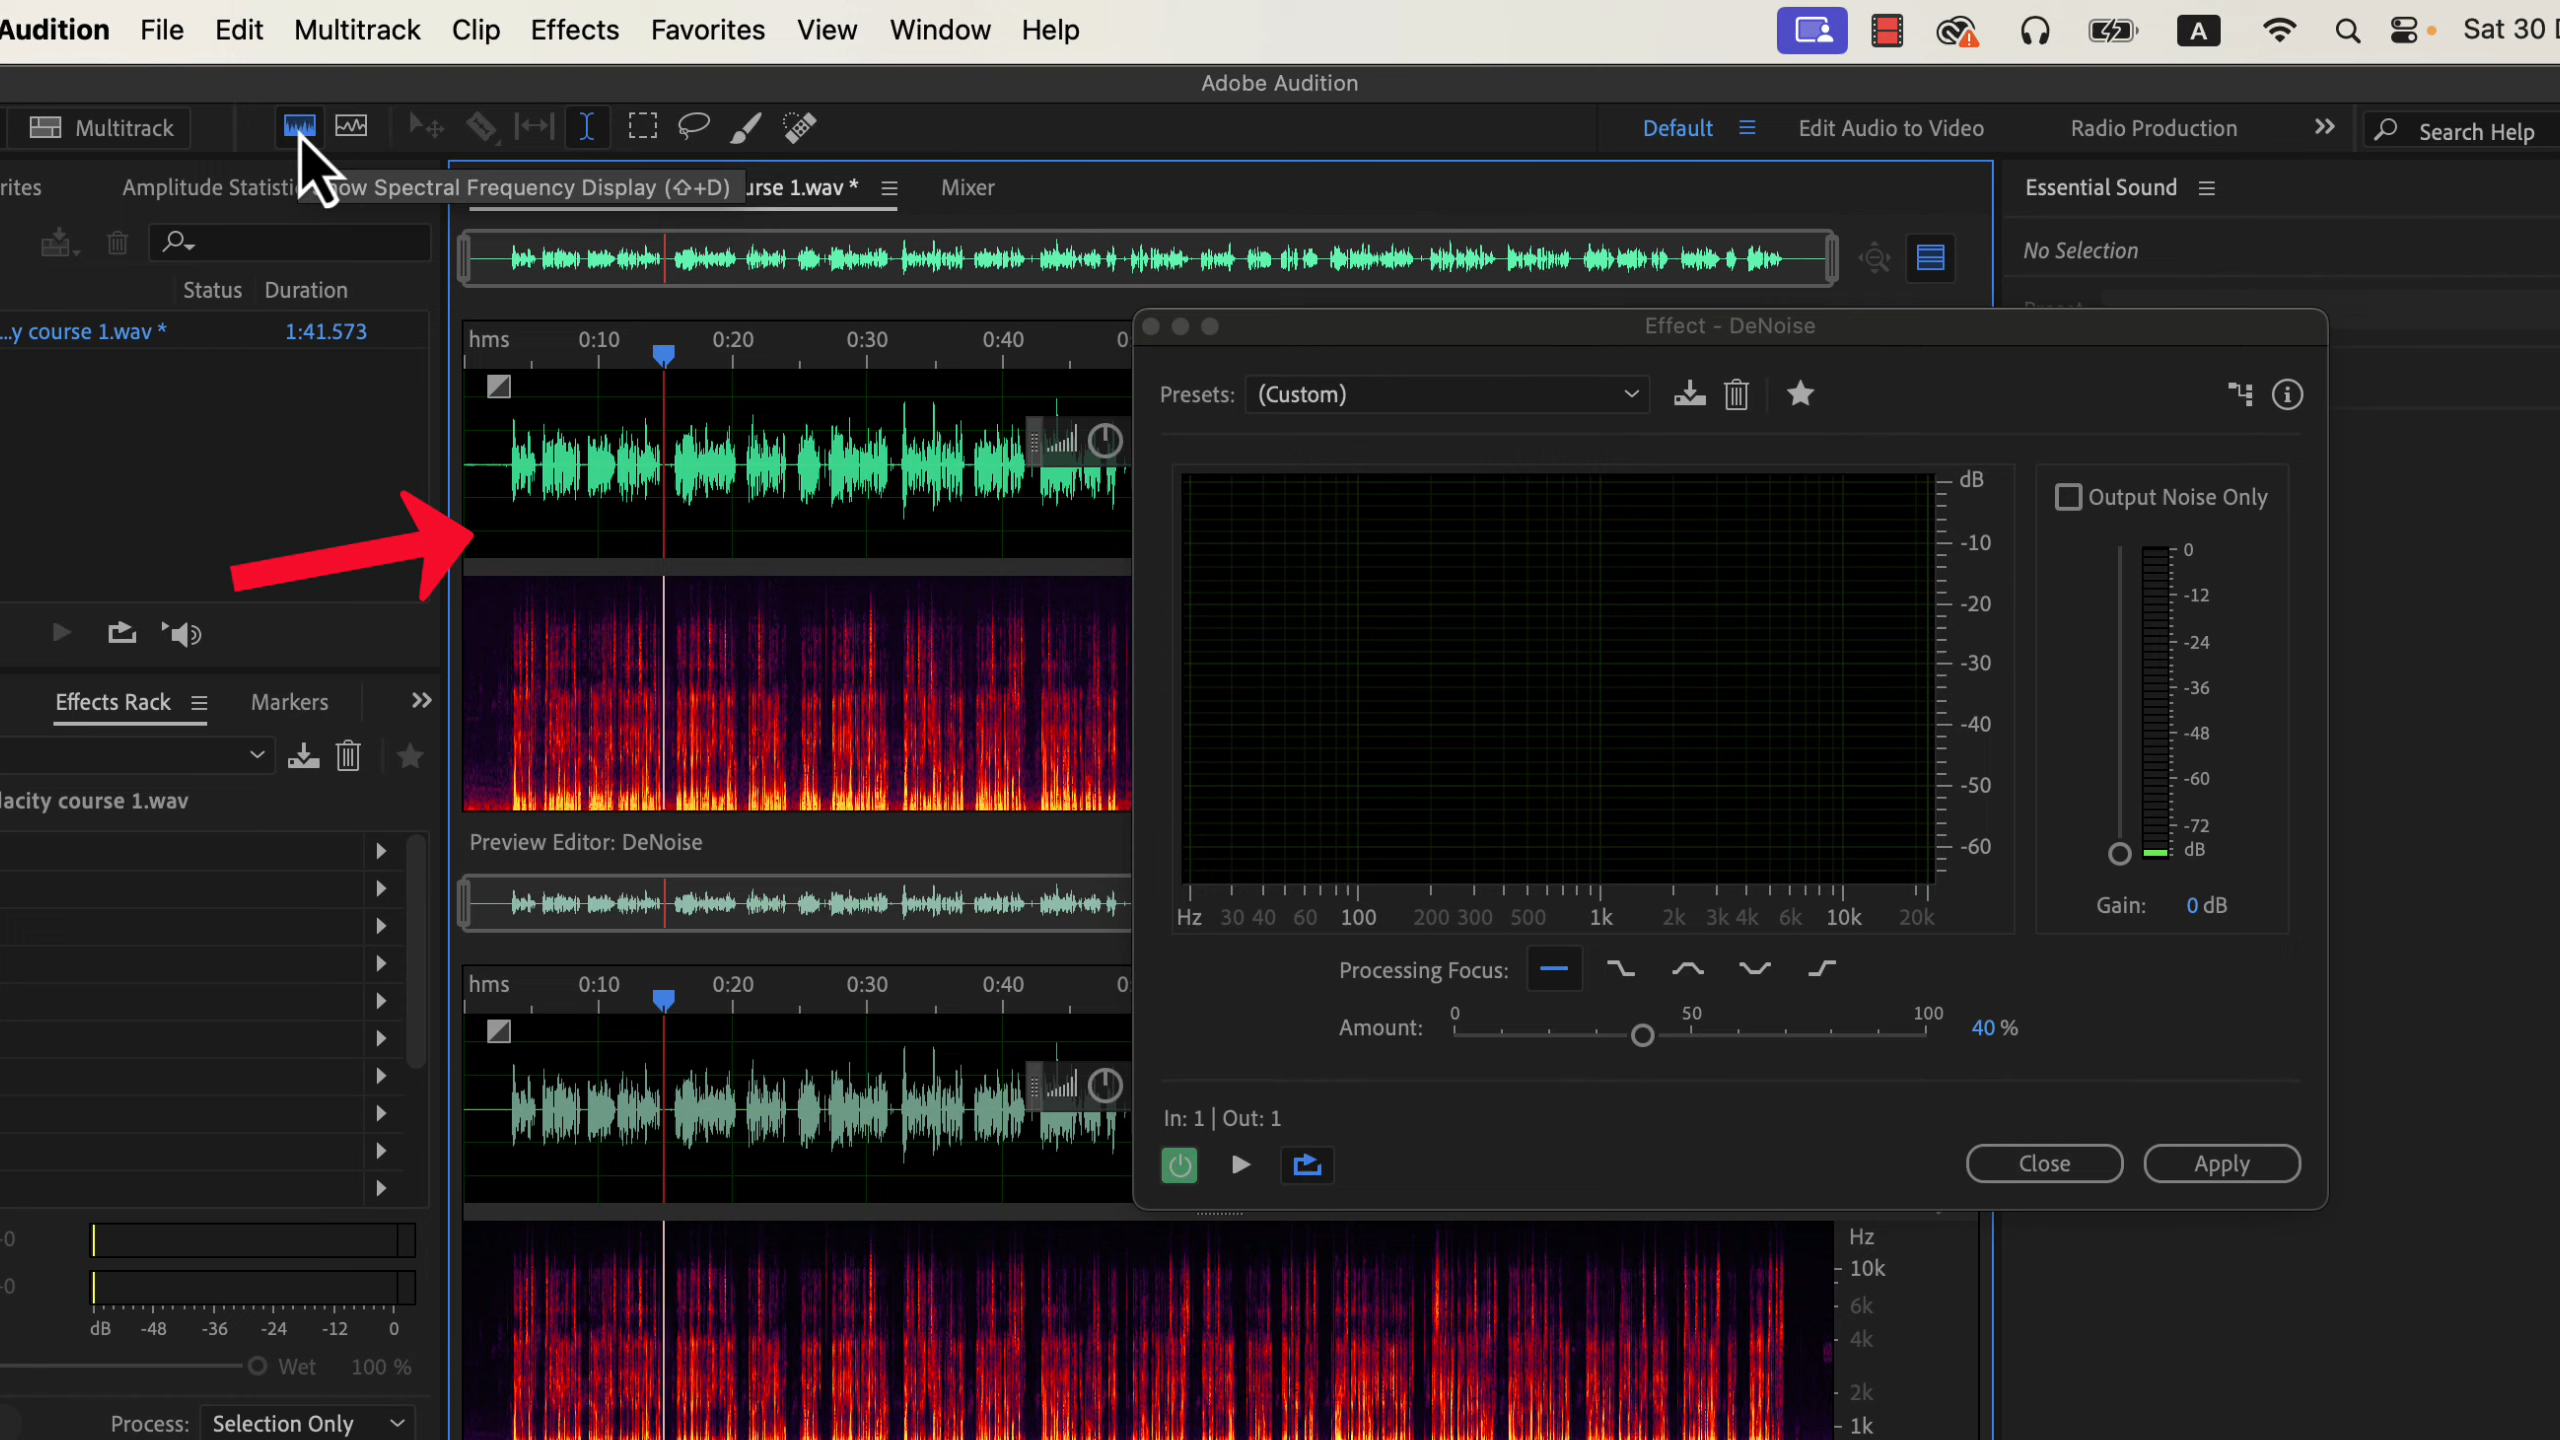 Audition File Edit Multitrack Clip Effects Favorites View Window Help A Sat 30
Adobe Audition
Multitrack Default Edit Audio to Video Radio Production Search Help
rites Amplitude Statisti how Spectral Frequency Display (⇧+D) urse 1.wav * Mixer Essential Sound
No Selection
Status Duration
...y course 1.wav * 1:41.573
hms 0:10 0:20 0:30 0:40
Effect - DeNoise
Presets: (Custom)
dB
-10
-20
-30
-40
-50
-60
Hz 30 40 60 100 200 300 500 1k 2k 3k 4k 6k 10k 20k
Output Noise Only
0
-12
-24
-36
-48
-60
-72
dB
Gain: 0 dB
Processing Focus:
0 50 100
Amount: 40 %
In: 1 | Out: 1
Close Apply
Effects Rack Markers
lacity course 1.wav
Preview Editor: DeNoise
hms 0:10 0:20 0:30 0:40
Hz
10k
6k
4k
2k
1k
dB -48 -36 -24 -12 0
Wet 100 %
Process: Selection Only